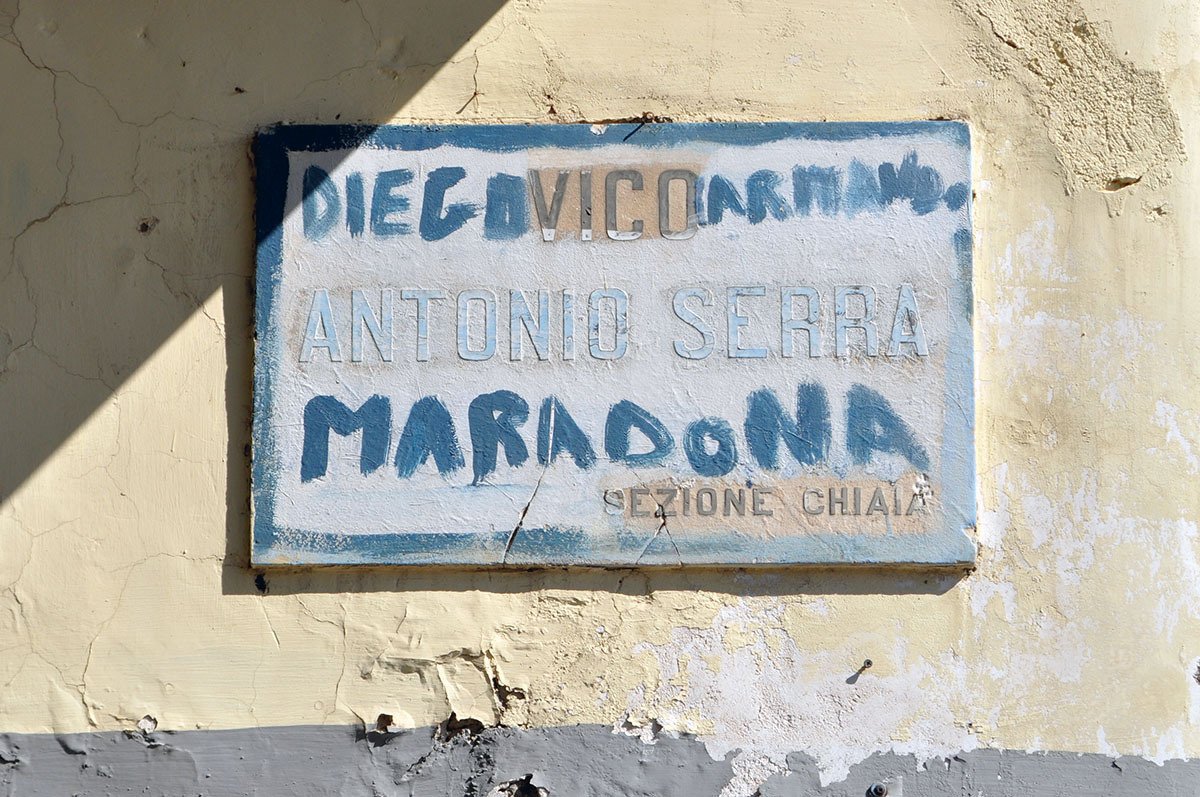 DIEGO VICO ARMANDO
ANTONIO SERRA
MARADONA
SEZIONE CHIAIA